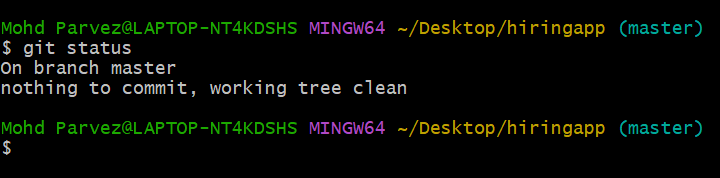 Mohd Parvez@LAPTOP-NT4KDSHS MINGW64 ~/Desktop/hiringapp (master)
$ git status
On branch master
nothing to commit, working tree clean
Mohd Parvez@LAPTOP-NT4KDSHS MINGW64 ~/Desktop/hiringapp (master)
$